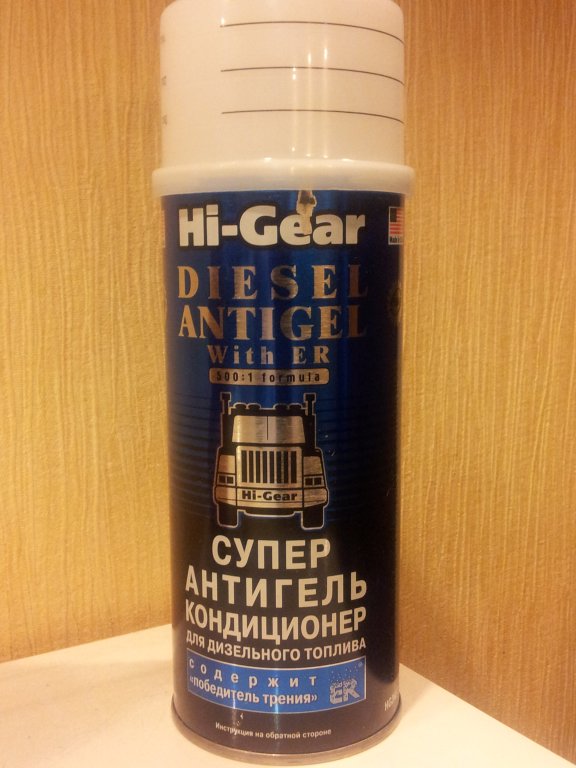 Hi-Gear
DIESEL
ANTIGEL
With ER
500:1 formula
Hi-Gear
СУПЕР
АНТИГЕЛЬ
КОНДИЦИОНЕР
ДЛЯ ДИЗЕЛЬНОГО ТОПЛИВА
содержит
«победитель трения»
ER
Инструкция на обратной стороне